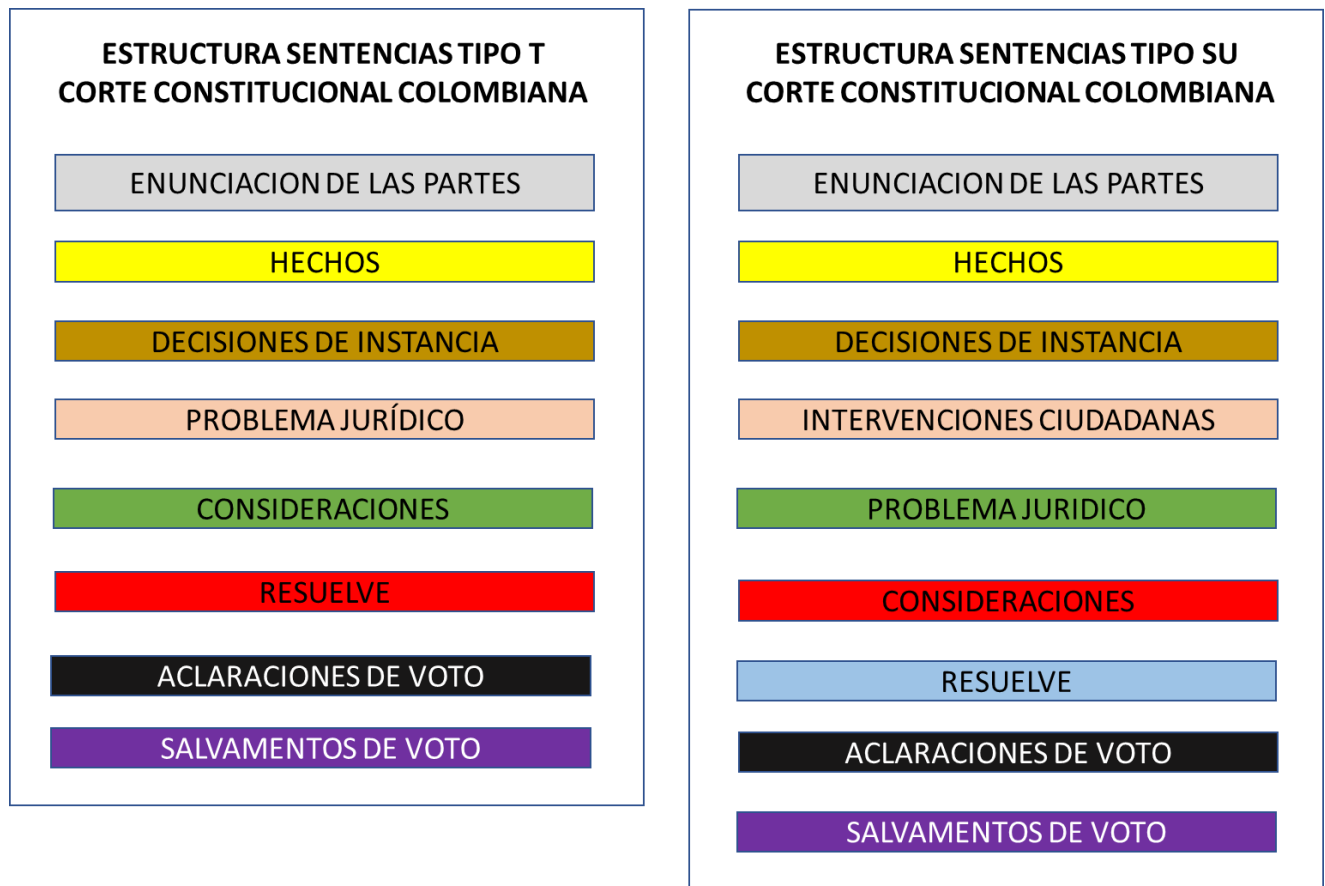 ESTRUCTURA SENTENCIAS TIPO T
CORTE CONSTITUCIONAL COLOMBIANA
ENUNCIACION DE LAS PARTES
HECHOS
DECISIONES DE INSTANCIA
PROBLEMA JURÍDICO
CONSIDERACIONES
RESUELVE
ACLARACIONES DE VOTO
SALVAMENTOS DE VOTO
ESTRUCTURA SENTENCIAS TIPO SU
CORTE CONSTITUCIONAL COLOMBIANA
ENUNCIACION DE LAS PARTES
HECHOS
DECISIONES DE INSTANCIA
INTERVENCIONES CIUDADANAS
PROBLEMA JURIDICO
CONSIDERACIONES
RESUELVE
ACLARACIONES DE VOTO
SALVAMENTOS DE VOTO